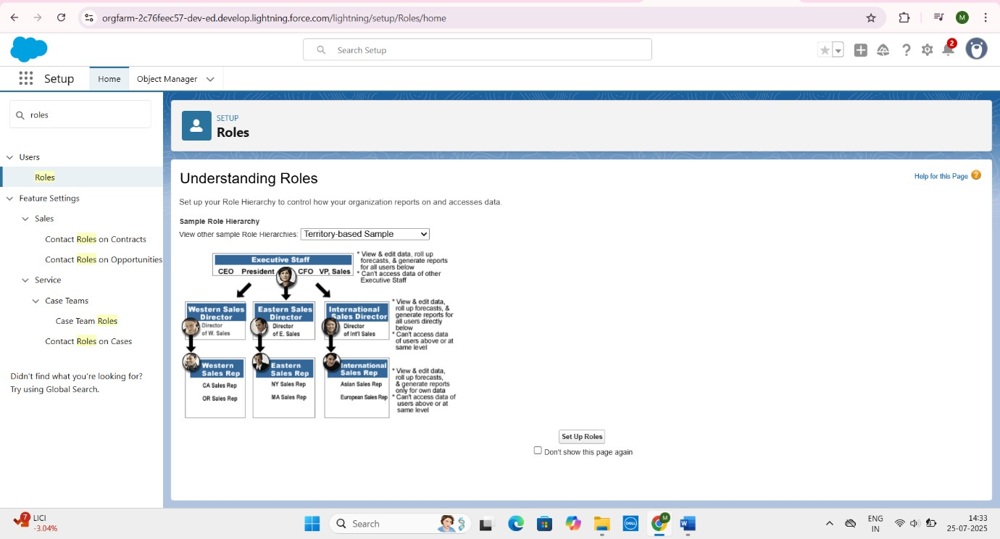 orgfarm-2c76feec57-dev-ed.develop.lightning.force.com/lightning/setup/Roles/home
M
Search Setup
2
Setup
Home
Object Manager
roles
Users
Roles
Feature Settings
Sales
Contact Roles on Contracts
Contact Roles on Opportunities
Service
Case Teams
Case Team Roles
Contact Roles on Cases
Didn't find what you're looking for?
Try using Global Search.
SETUP
Roles
Understanding Roles
Help for this Page ?
Set up your Role Hierarchy to control how your organization reports on and accesses data.
Sample Role Hierarchy
View other sample Role Hierarchies: Territory-based Sample
Executive Staff
CEO President CFO VP, Sales
* View & edit data, roll up
forecasts, & generate reports
for all users below
* Can't access data of other
Executive Staff
Western Sales
Director
Director
of W. Sales
Eastern Sales
Director
Director
of E. Sales
International
Sales Director
Director
of Int'l Sales
* View & edit data,
roll up forecasts, &
generate reports for
all users directly
below
* Can't access data
of users above or at
same level
Western
Sales Rep
CA Sales Rep
OR Sales Rep
Eastern
Sales Rep
NY Sales Rep
MA Sales Rep
International
Sales Rep
Asian Sales Rep
European Sales Rep
* View & edit data,
roll up forecasts,
& generate reports
only for own data
* Can't access data of
users above or at
same level
Set Up Roles
Don't show this page again
7
LICI
-3.04%
Search
DELL
M
W
ENG
IN
14:33
25-07-2025